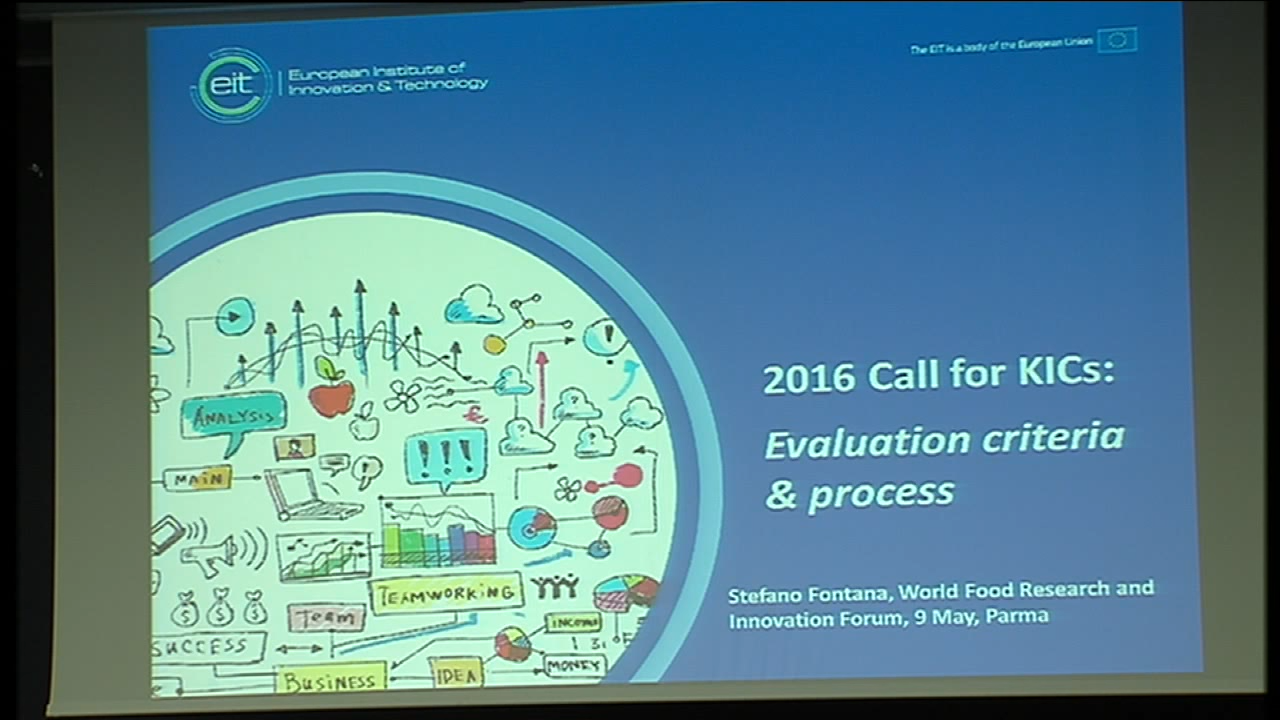 eit
European Institute of
Innovation & Technology
The EIT is a body of the European Union
2016 Call for KICs:
Evaluation criteria
& process
Stefano Fontana, World Food Research and
Innovation Forum, 9 May, Parma
ANALYSIS
MAIN
!!!
TEAMWORKING
Team
INCOME
31
SUCCESS
BUSINESS
IDEA
MONEY